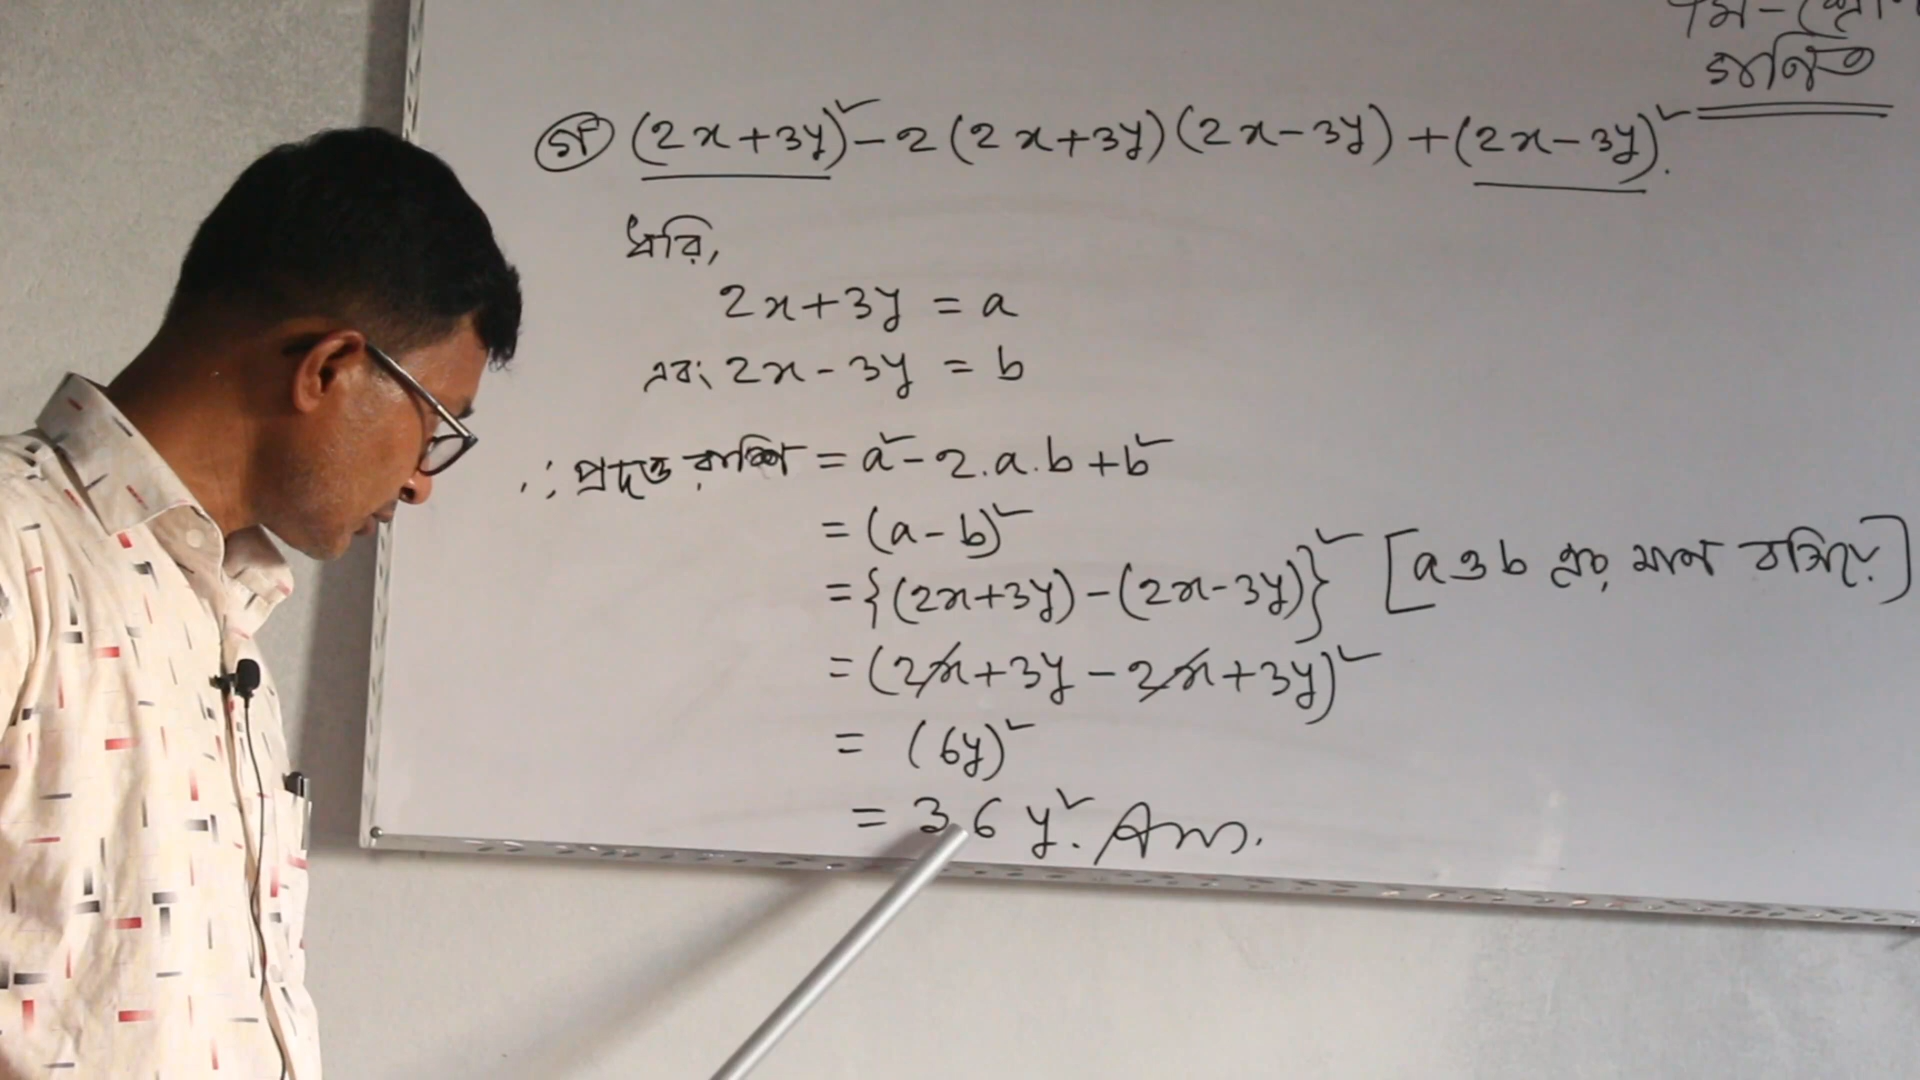 ৭ম-শ্রেণি
গণিত
(2x+3y)² - 2(2x+3y)(2x-3y) + (2x-3y)².
ধরি,
2x+3y = a
এবং 2x-3y = b
∴ প্রদত্ত রাশি = a² - 2.a.b + b²
= (a-b)²
= {(2x+3y) - (2x-3y)}² [a ও b এর মান বসিয়ে]
= (2x+3y-2x+3y)²
= (6y)²
= 36y². Ans.